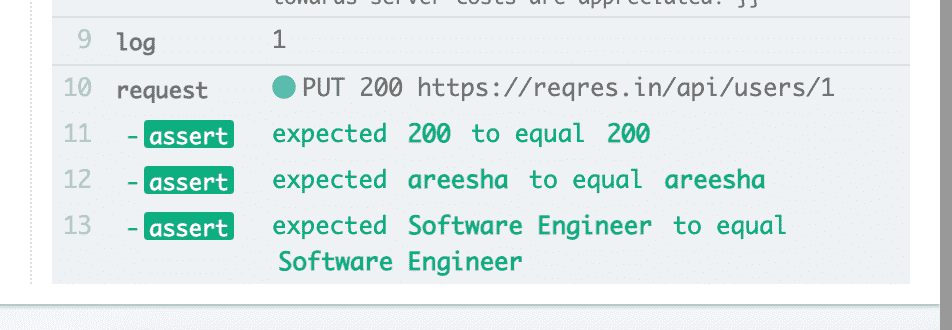 towards server costs are appreciated. }}
9 log 1
10 request PUT 200 https://reqres.in/api/users/1
11 -assert expected 200 to equal 200
12 -assert expected areesha to equal areesha
13 -assert expected Software Engineer to equal
Software Engineer